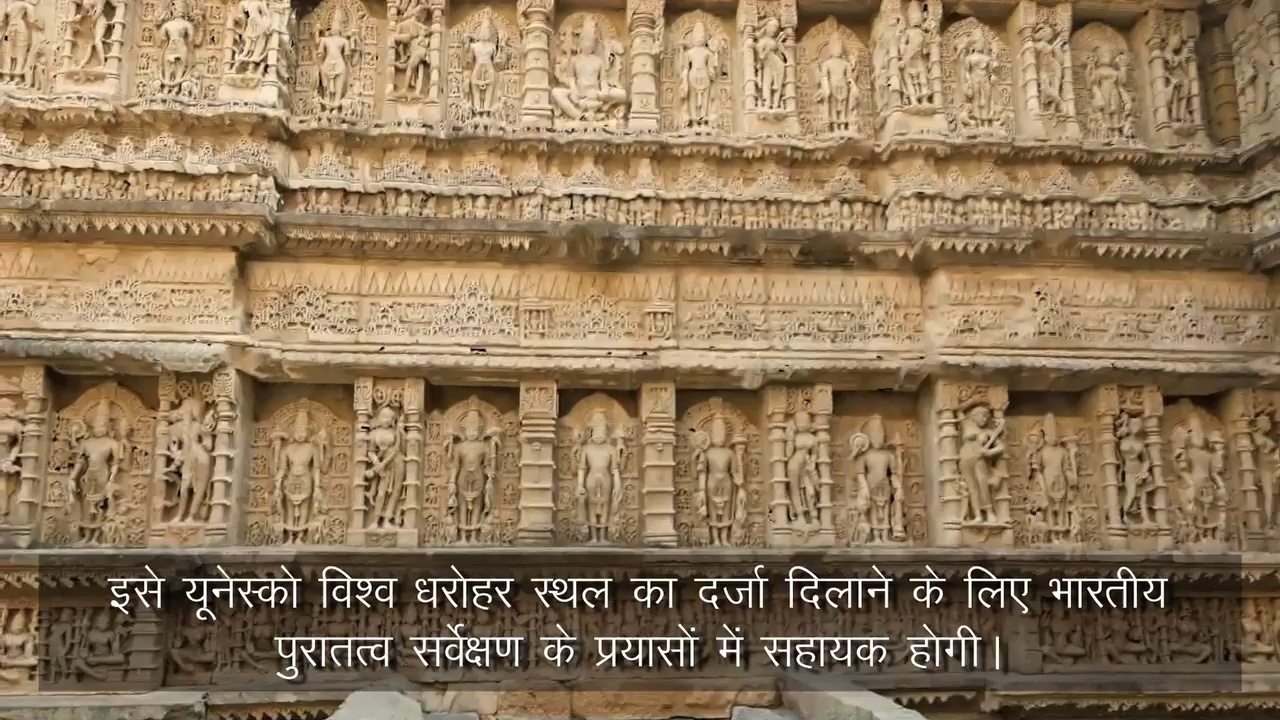 इसे यूनेस्को विश्व धरोहर स्थल का दर्जा दिलाने के लिए भारतीय
पुरातत्व सर्वेक्षण के प्रयासों में सहायक होगी।